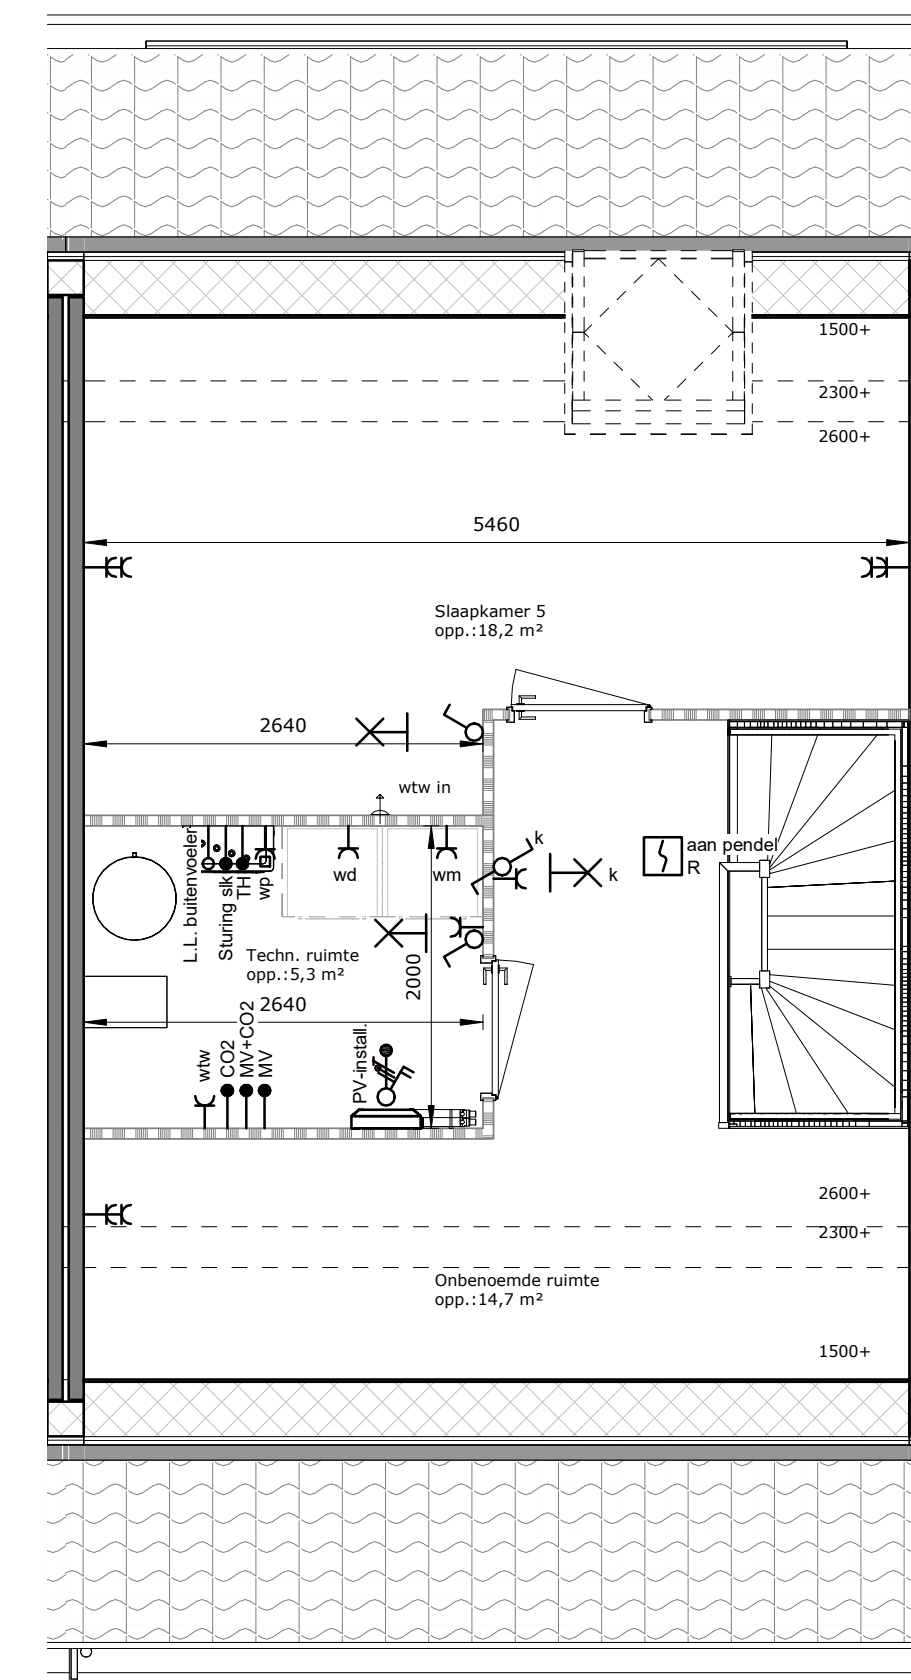 1500+
2300+
2600+
5460
Slaapkamer 5
opp.:18,2 m²
2640
wtw in
L.L. buitenvoeler
Sturing slk
TH
wp
wd
wm
k
k
aan pendel
R
Techn. ruimte
opp.:5,3 m²
2000
2640
wtw
CO2
MV+CO2
MV
PV-install.
2600+
2300+
Onbenoemde ruimte
opp.:14,7 m²
1500+